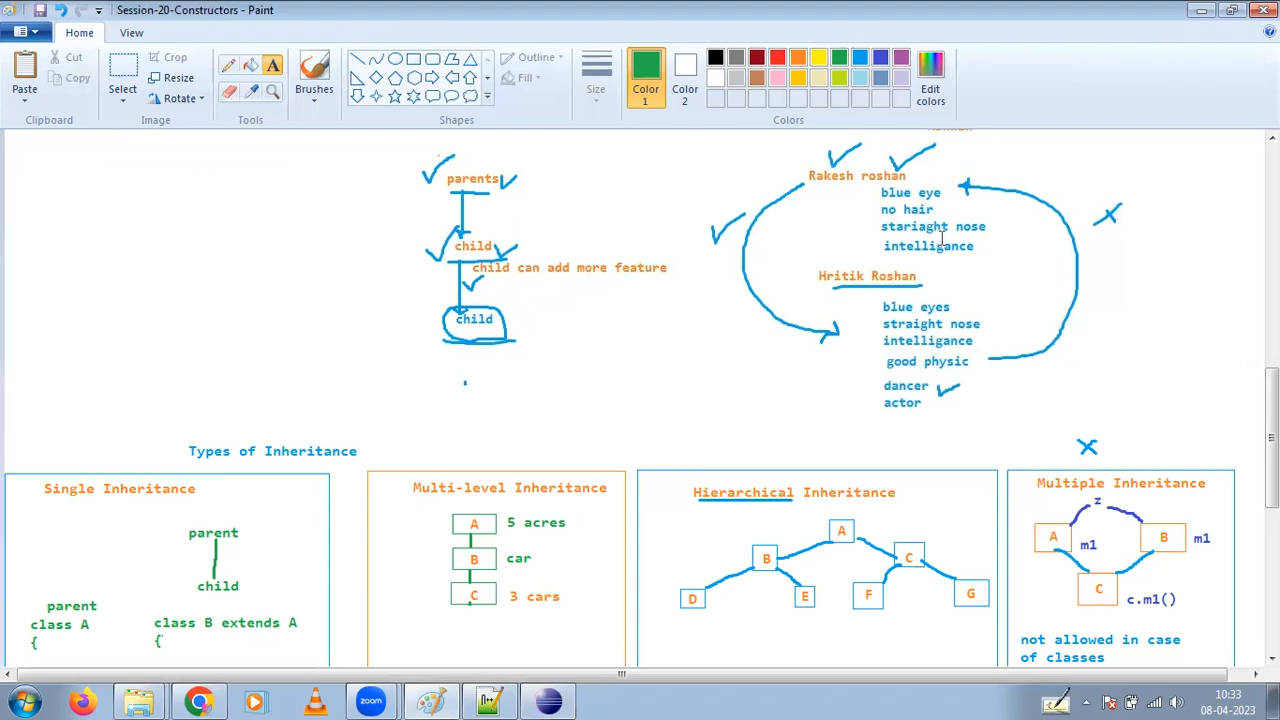 Session-20-Constructors - Paint
Home
View
Paste
Cut
Copy
Clipboard
Select
Crop
Resize
Rotate
Image
A
Tools
Brushes
Shapes
Outline
Fill
Size
Color 1
Color 2
Edit colors
Colors
parents
child
child can add more feature
child
Rakesh roshan
blue eye
no hair
stariaght nose
intelligance
Hritik Roshan
blue eyes
straight nose
intelligance
good physic
dancer
actor
Types of Inheritance
Single Inheritance
parent
child
parent
class A
{
class B extends A
{
Multi-level Inheritance
A 5 acres
B car
C 3 cars
Hierarchical Inheritance
A
B C
D E F G
X
Multiple Inheritance
z
A m1 B m1
C
c.m1()
not allowed in case
of classes
zoom
10:33
08-04-2023